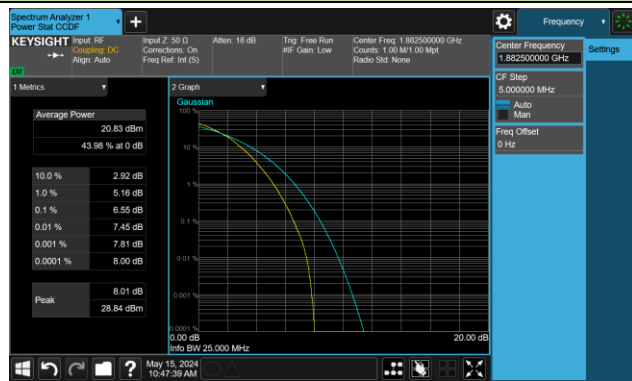 Spectrum Analyzer 1
Power Stat CCDF
Frequency
KEYSIGHT
Input: RF
Coupling: DC
Align: Auto
Input Z: 50 Ω
Corrections: On
Freq Ref: Int (S)
Atten: 18 dB
Trig: Free Run
#IF Gain: Low
Center Freq: 1.882500000 GHz
Counts: 1.00 M/1.00 Mpt
Radio Std: None
LXI
Center Frequency
1.882500000 GHz
Settings
CF Step
5.000000 MHz
Auto
Man
Freq Offset
0 Hz
1 Metrics
Average Power
20.83 dBm
43.98 % at 0 dB
10.0 % 2.92 dB
1.0 % 5.16 dB
0.1 % 6.55 dB
0.01 % 7.45 dB
0.001 % 7.81 dB
0.0001 % 8.00 dB
Peak
8.01 dB
28.84 dBm
2 Graph
Gaussian
100 %
10 %
1 %
0.1 %
0.01 %
0.001 %
0.0001 %
0.00 dB
20.00 dB
Info BW 25.000 MHz
?
May 15, 2024
10:47:39 AM